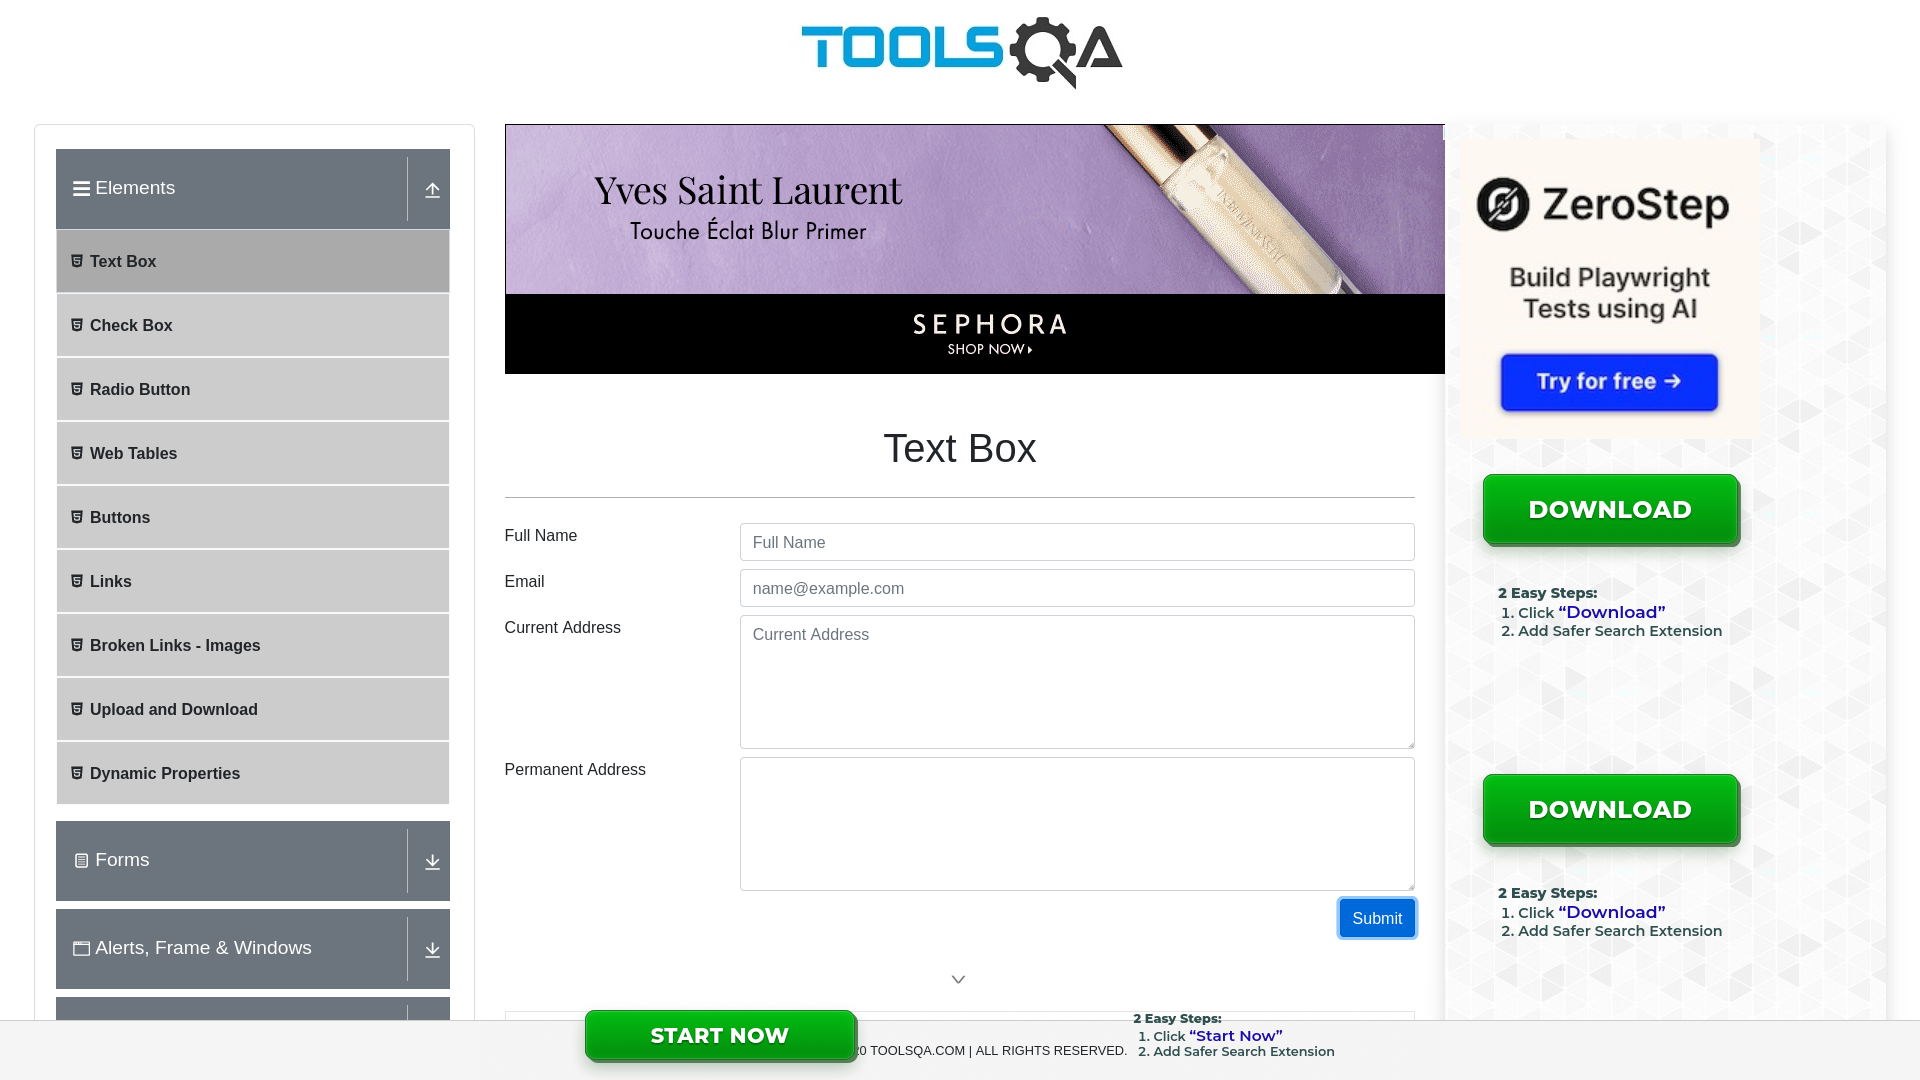 TOOLSQA
Elements
Text Box
Check Box
Radio Button
Web Tables
Buttons
Links
Broken Links - Images
Upload and Download
Dynamic Properties
Forms
Alerts, Frame & Windows
Yves Saint Laurent
Touche Éclat Blur Primer
SEPHORA
SHOP NOW
Text Box
Full Name
Full Name
Email
name@example.com
Current Address
Current Address
Permanent Address
Submit
ZeroStep
Build Playwright
Tests using AI
Try for free →
DOWNLOAD
2 Easy Steps:
1. Click “Download”
2. Add Safer Search Extension
DOWNLOAD
2 Easy Steps:
1. Click “Download”
2. Add Safer Search Extension
START NOW
TOOLSQA.COM | ALL RIGHTS RESERVED.
2 Easy Steps:
1. Click “Start Now”
2. Add Safer Search Extension